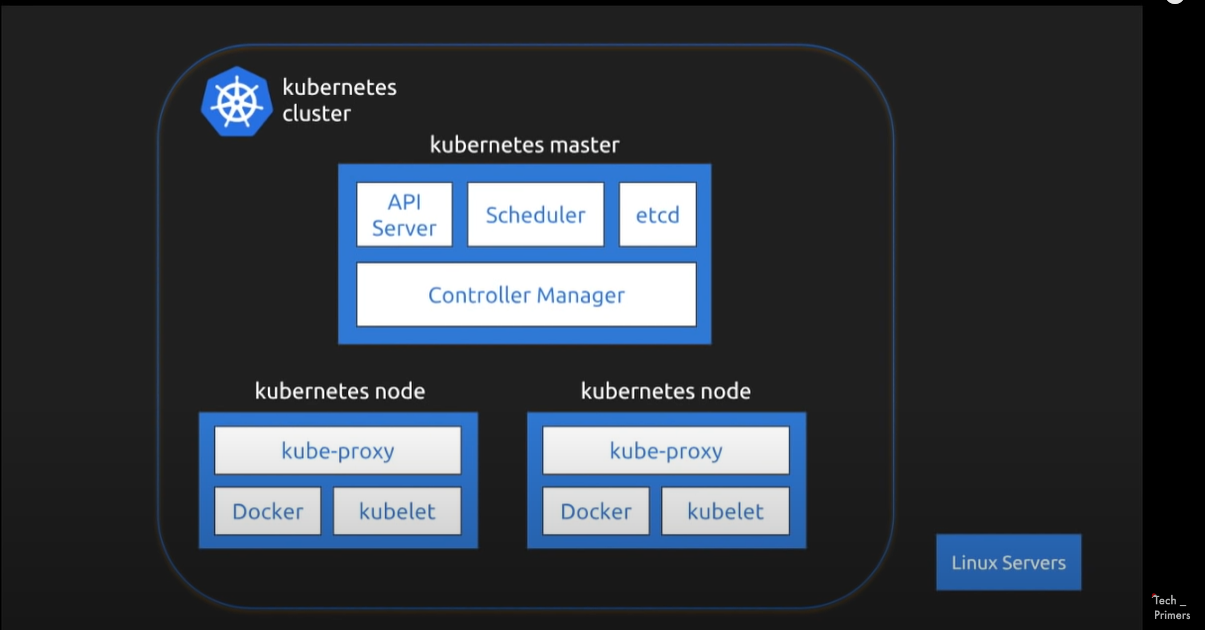 kubernetes
cluster
kubernetes master
API
Server
Scheduler
etcd
Controller Manager
kubernetes node
kubernetes node
kube-proxy
kube-proxy
Docker
kubelet
Docker
kubelet
Linux Servers
Tech _
Primers